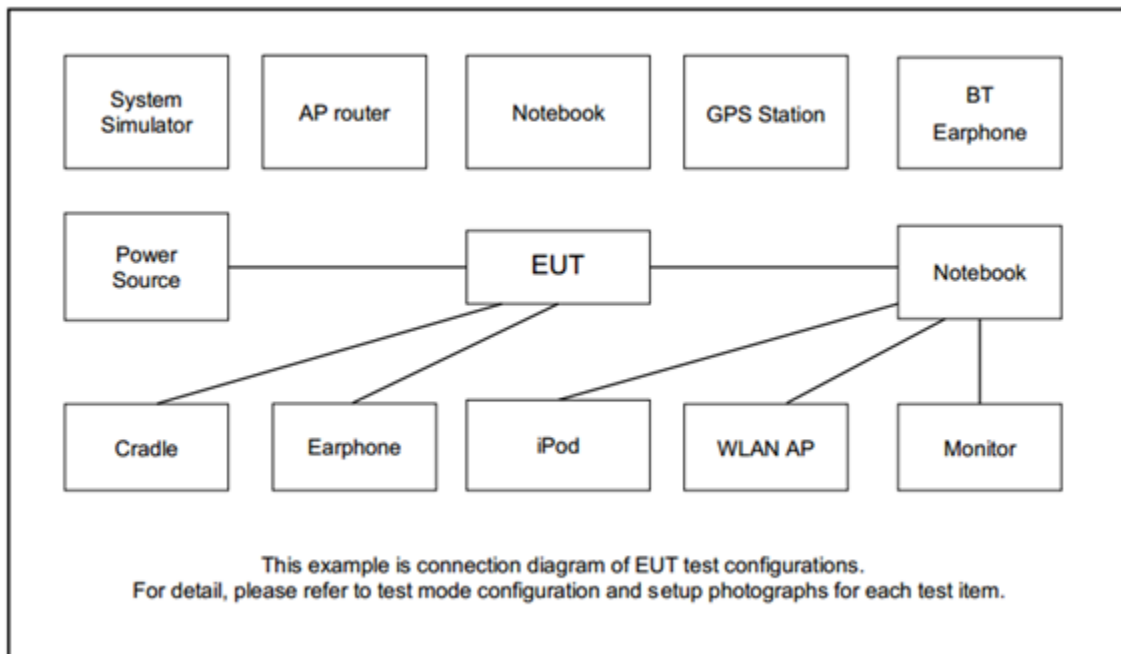 System
Simulator
AP router
Notebook
GPS Station
BT
Earphone
Power
Source
EUT
Notebook
Cradle
Earphone
iPod
WLAN AP
Monitor
This example is connection diagram of EUT test configurations.
For detail, please refer to test mode configuration and setup photographs for each test item.